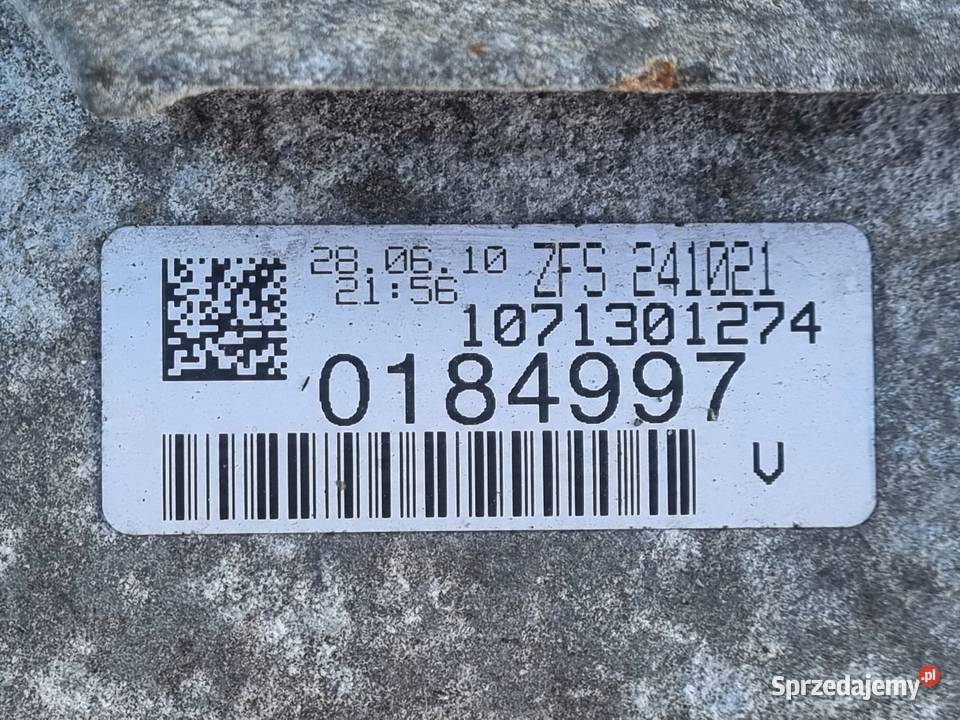 28.06.10 ZFS 241021
21:56
1071301274
0184997
V
Sprzedajemy.pl